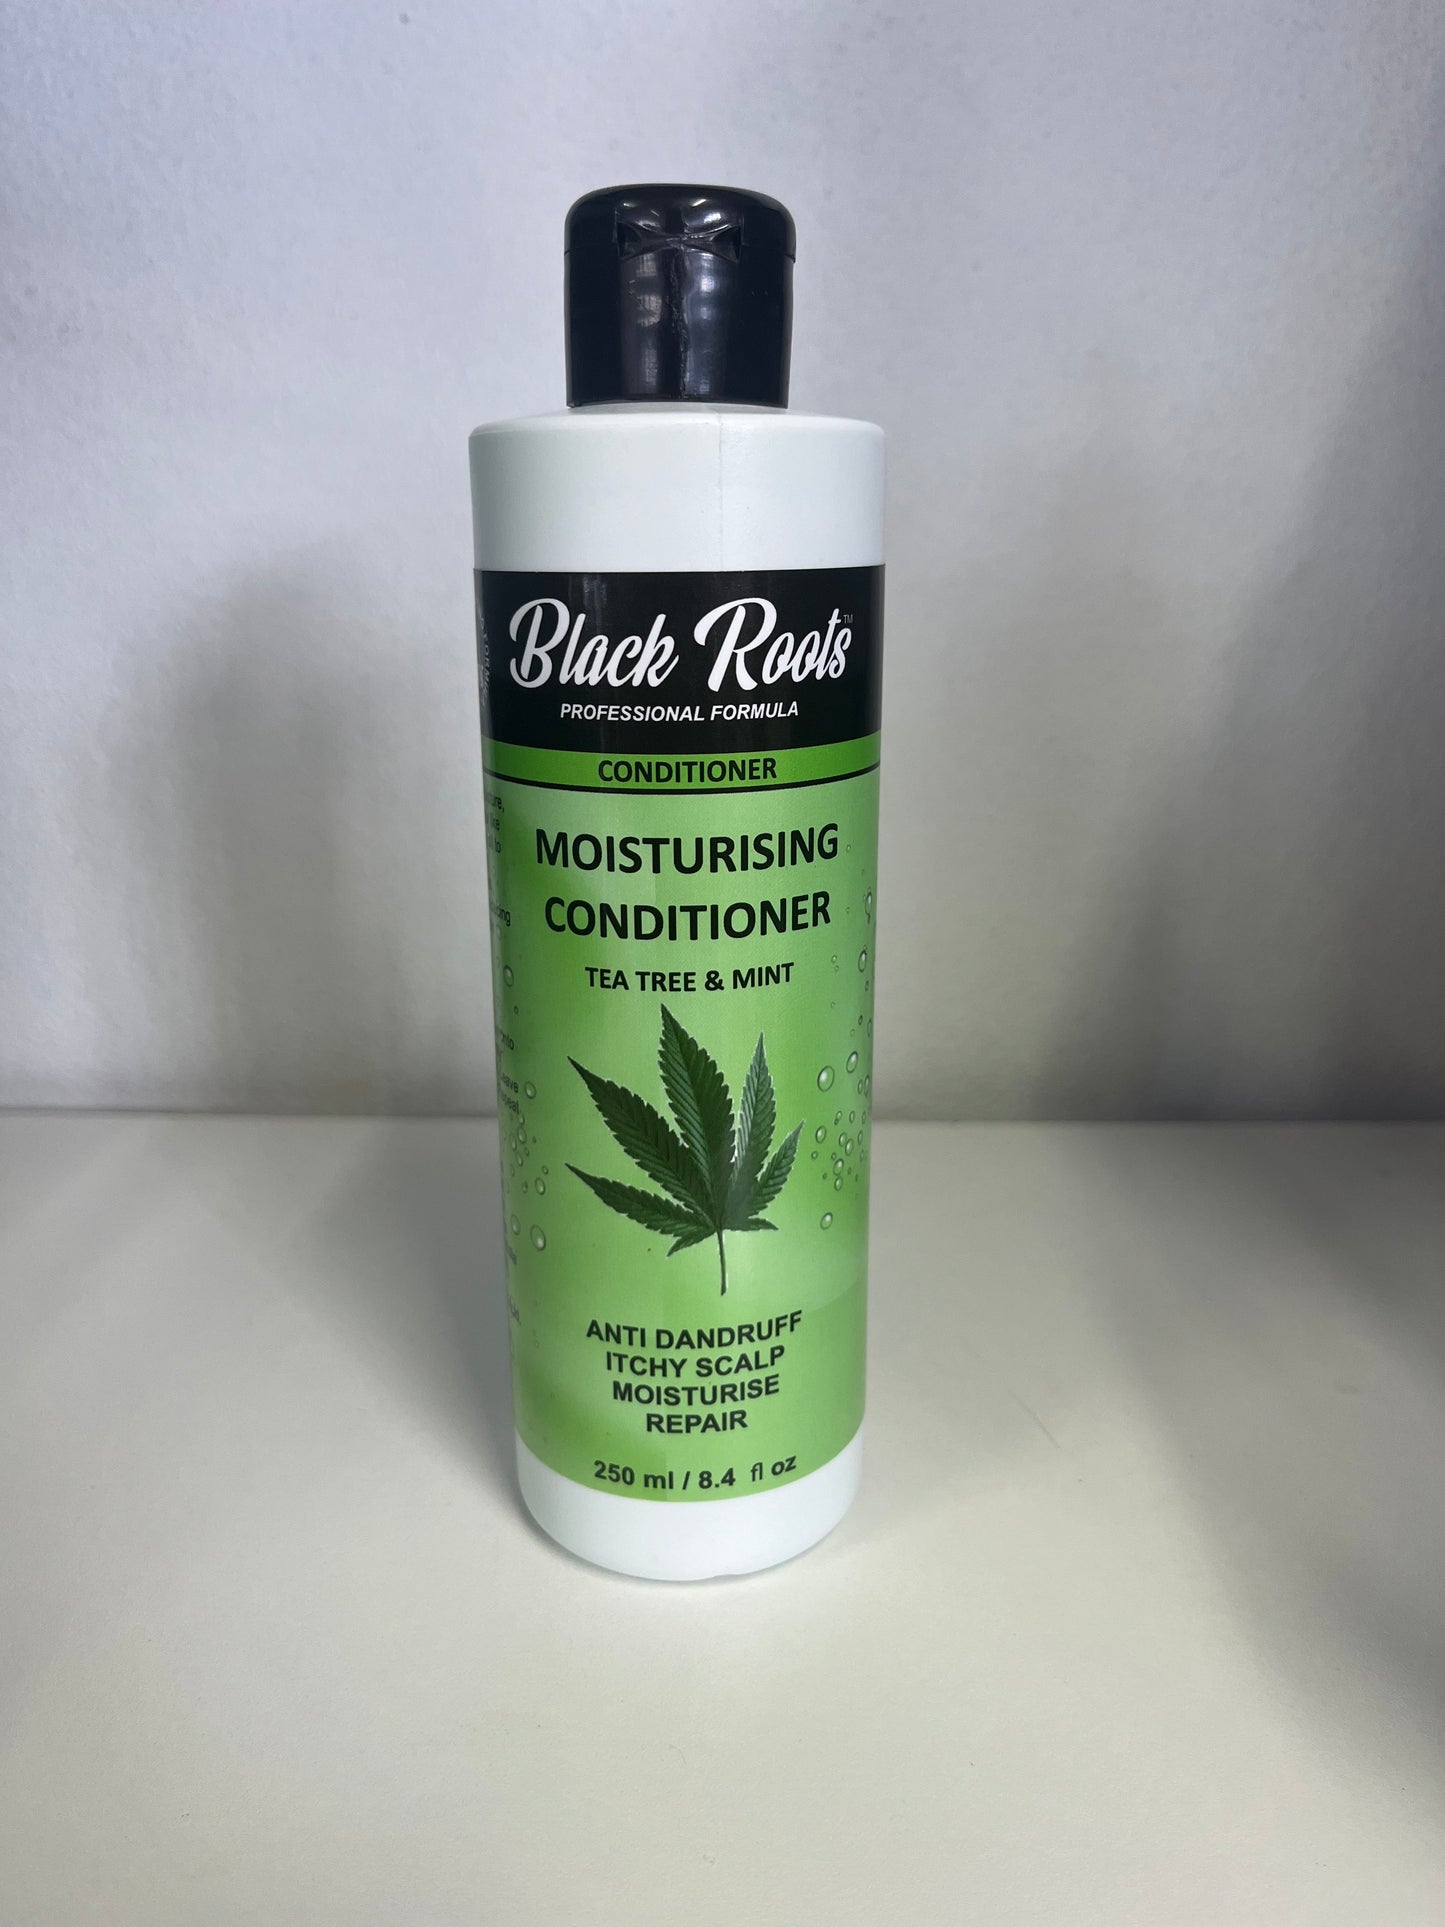 Black Roots™
PROFESSIONAL FORMULA
CONDITIONER
MOISTURISING
CONDITIONER
TEA TREE & MINT
ANTI DANDRUFF
ITCHY SCALP
MOISTURISE
REPAIR
250 ml / 8.4 fl oz